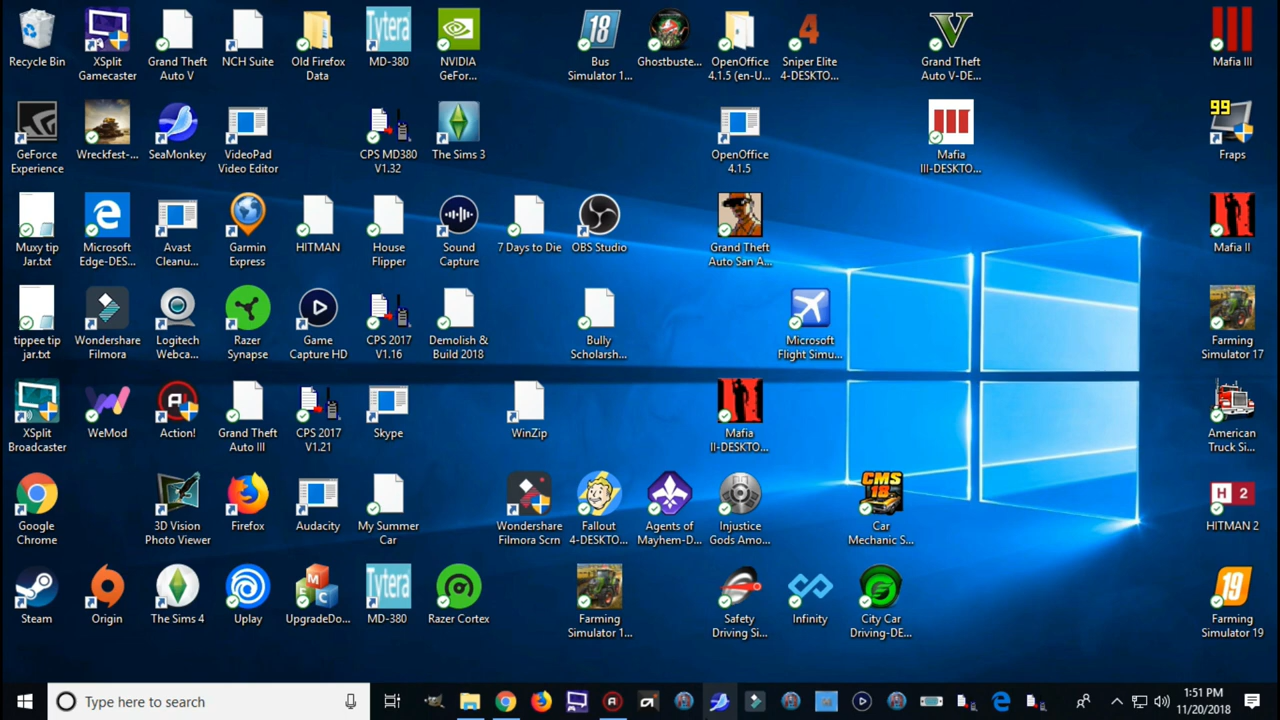 Recycle Bin
XSplit
Gamecaster
Grand Theft
Auto V
NCH Suite
Old Firefox
Data
Tytera
MD-380
NVIDIA
GeFor...
18
Bus
Simulator 1...
Ghostbuste...
OpenOffice
4.1.5 (en-U...
4
Sniper Elite
4-DESKTO...
V
Grand Theft
Auto V-DE...
Mafia III
GeForce
Experience
Wreckfest-...
SeaMonkey
VideoPad
Video Editor
CPS MD380
V1.32
The Sims 3
OpenOffice
4.1.5
Mafia
III-DESKTO...
99
Fraps
Muxy tip
Jar.txt
Microsoft
Edge-DES...
Avast
Cleanu...
Garmin
Express
HITMAN
House
Flipper
Sound
Capture
7 Days to Die
OBS Studio
Grand Theft
Auto San A...
Mafia II
tippee tip
jar.txt
Wondershare
Filmora
Logitech
Webca...
Razer
Synapse
Game
Capture HD
CPS 2017
V1.16
Demolish &
Build 2018
Bully
Scholarsh...
Microsoft
Flight Simu...
Farming
Simulator 17
XSplit
Broadcaster
WeMod
Action!
Grand Theft
Auto III
CPS 2017
V1.21
Skype
WinZip
Mafia
II-DESKTO...
American
Truck Si...
Google
Chrome
3D Vision
Photo Viewer
Firefox
Audacity
My Summer
Car
Wondershare
Filmora Scrn
Fallout
4-DESKTO...
Agents of
Mayhem-D...
Injustice
Gods Amo...
CMS
18
Car
Mechanic S...
H 2
HITMAN 2
Steam
Origin
The Sims 4
Uplay
UpgradeDo...
Tytera
MD-380
Razer Cortex
Farming
Simulator 1...
Safety
Driving Si...
Infinity
City Car
Driving-DE...
19
Farming
Simulator 19
Type here to search
1:51 PM
11/20/2018